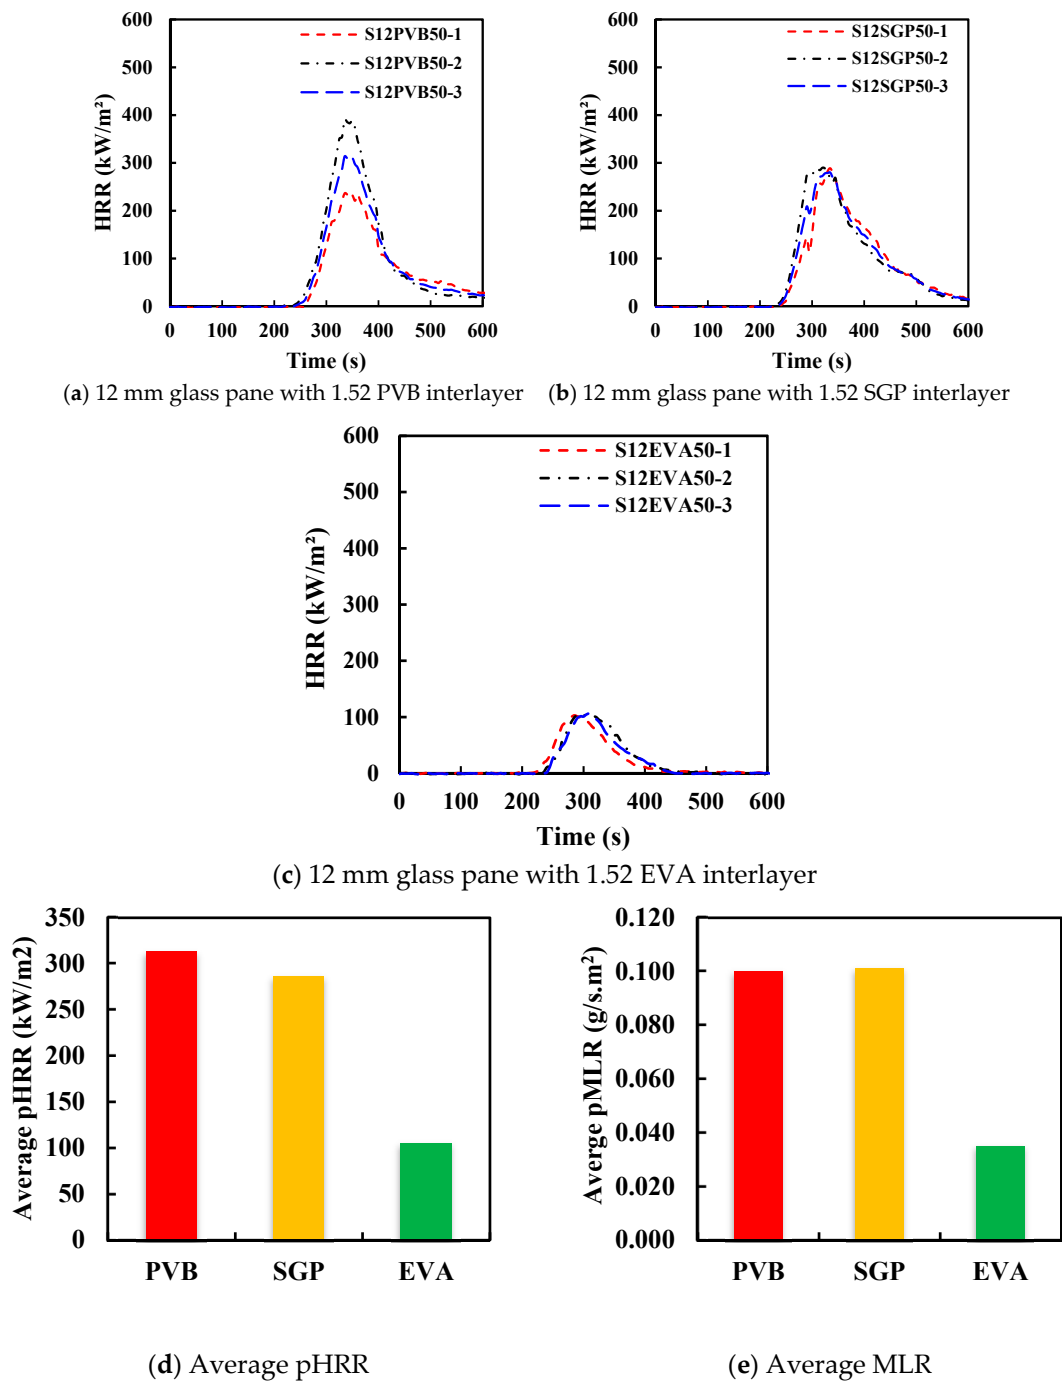 600
500
400
300
200
100
0
HRR (kW/m²)
S12PVB50-1
S12PVB50-2
S12PVB50-3
0 100 200 300 400 500 600
Time (s)
(a) 12 mm glass pane with 1.52 PVB interlayer
600
500
400
300
200
100
0
HRR (kW/m²)
S12SGP50-1
S12SGP50-2
S12SGP50-3
0 100 200 300 400 500 600
Time (s)
(b) 12 mm glass pane with 1.52 SGP interlayer
600
500
400
300
200
100
0
HRR (kW/m²)
S12EVA50-1
S12EVA50-2
S12EVA50-3
0 100 200 300 400 500 600
Time (s)
(c) 12 mm glass pane with 1.52 EVA interlayer
350
300
250
200
150
100
50
0
Average pHRR (kW/m2)
PVB SGP EVA
(d) Average pHRR
0.120
0.100
0.080
0.060
0.040
0.020
0.000
Averge pMLR (g/s.m²)
PVB SGP EVA
(e) Average MLR